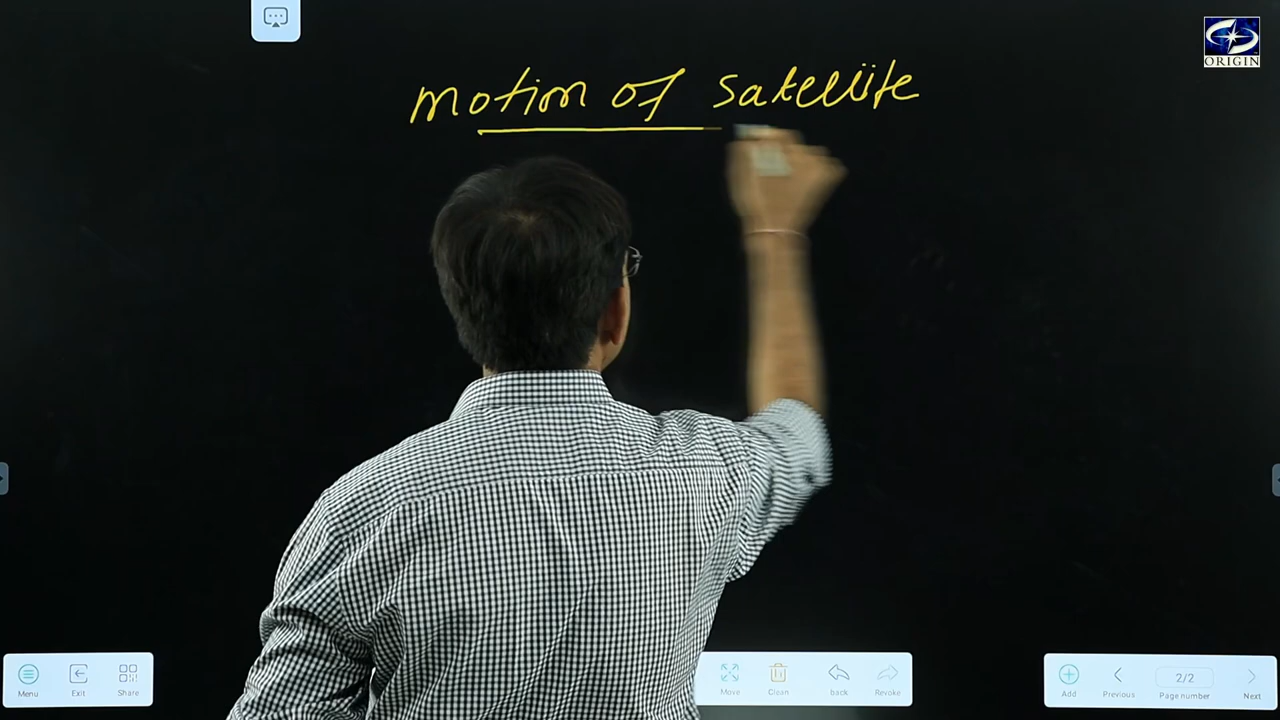 ORIGIN
motion of satellite
Menu
Exit
Share
Move
Clean
back
Revoke
Add
Previous
2/2
Page number
Next